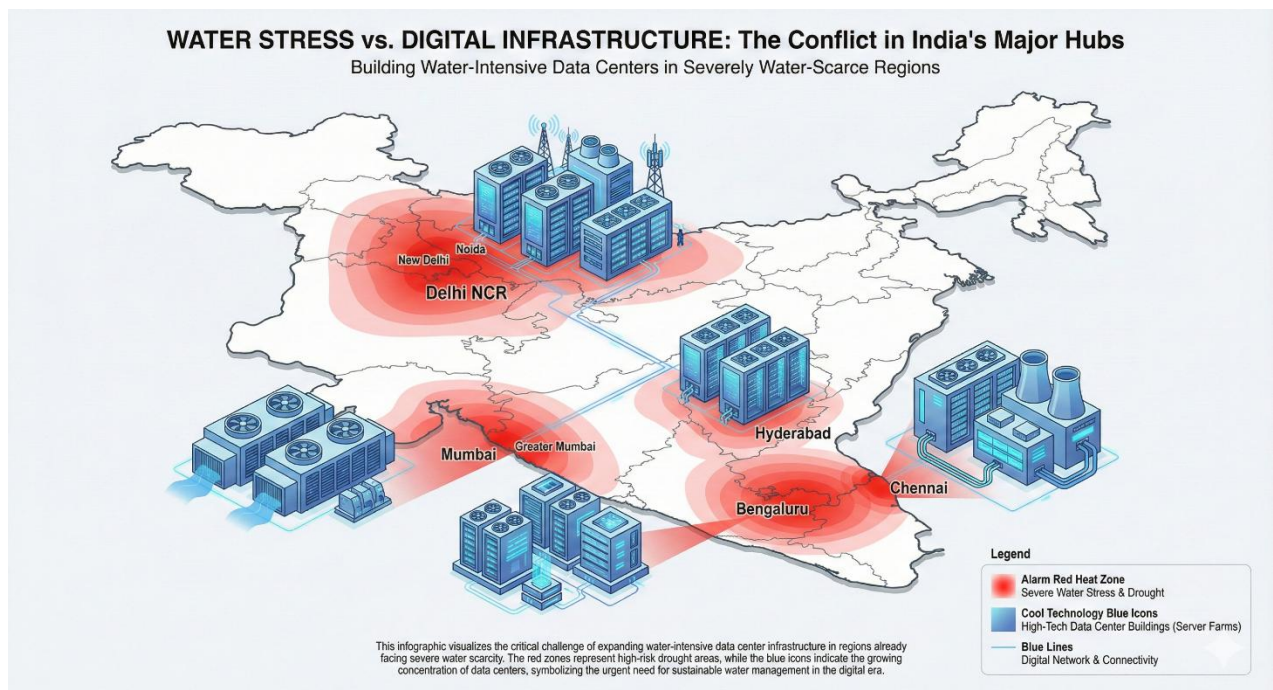 WATER STRESS vs. DIGITAL INFRASTRUCTURE: The Conflict in India's Major Hubs
Building Water-Intensive Data Centers in Severely Water-Scarce Regions
Noida
New Delhi
Delhi NCR
Hyderabad
Greater Mumbai
Mumbai
Chennai
Bengaluru
Legend
Alarm Red Heat Zone
Severe Water Stress & Drought
Cool Technology Blue Icons
High-Tech Data Center Buildings (Server Farms)
Blue Lines
Digital Network & Connectivity
This infographic visualizes the critical challenge of expanding water-intensive data center infrastructure in regions already
facing severe water scarcity. The red zones represent high-risk drought areas, while the blue icons indicate the growing
concentration of data centers, symbolizing the urgent need for sustainable water management in the digital era.